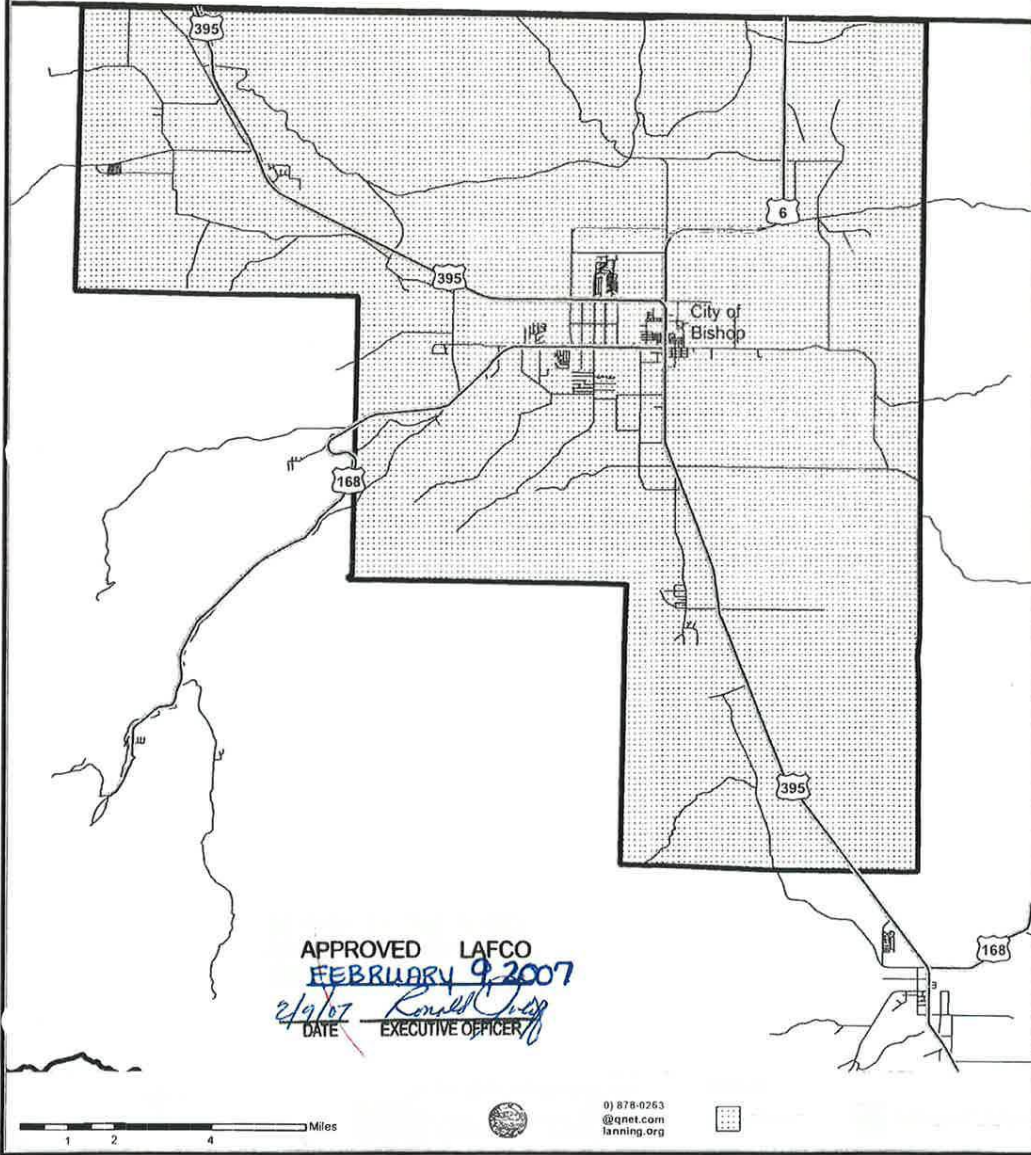 395
6
395
City of
Bishop
168
395
168
APPROVED LAFCO
FEBRUARY 9, 2007
2/9/07 Ronald
DATE EXECUTIVE OFFICER
Miles
1 2 4
0) 878-0263
@qnet.com
lanning.org